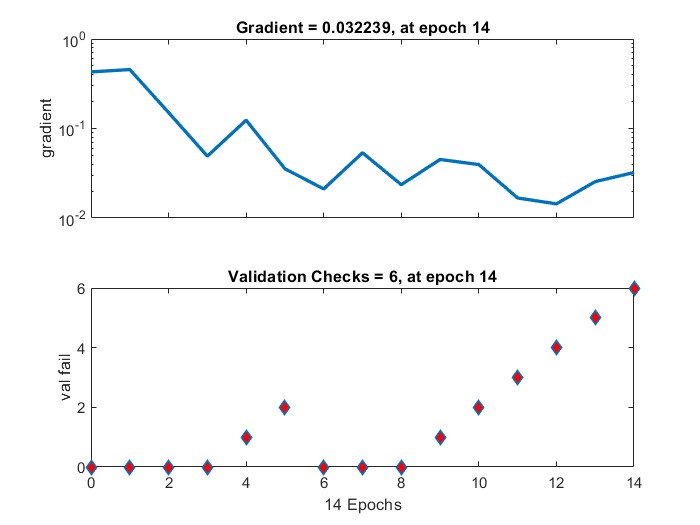 Gradient = 0.032239, at epoch 14
10^0
10^-1
10^-2
gradient
Validation Checks = 6, at epoch 14
6
4
2
0
val fail
0 2 4 6 8 10 12 14
14 Epochs